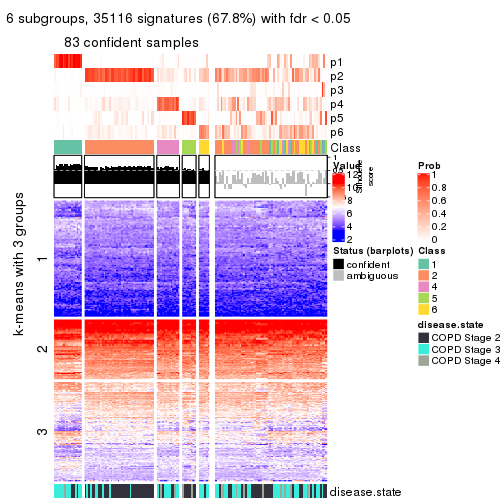 6 subgroups, 35116 signatures (67.8%) with fdr < 0.05
83 confident samples
p1
p2
p3
p4
p5
p6
Class
1
Silhouette
score
Value
12
10
8
6
4
2
Prob
1
0.8
0.6
0.4
0.2
0
Status (barplots)
confident
ambiguous
Class
1
2
4
5
6
disease.state
COPD Stage 2
COPD Stage 3
COPD Stage 4
k-means with 3 groups
1
2
3
disease.state